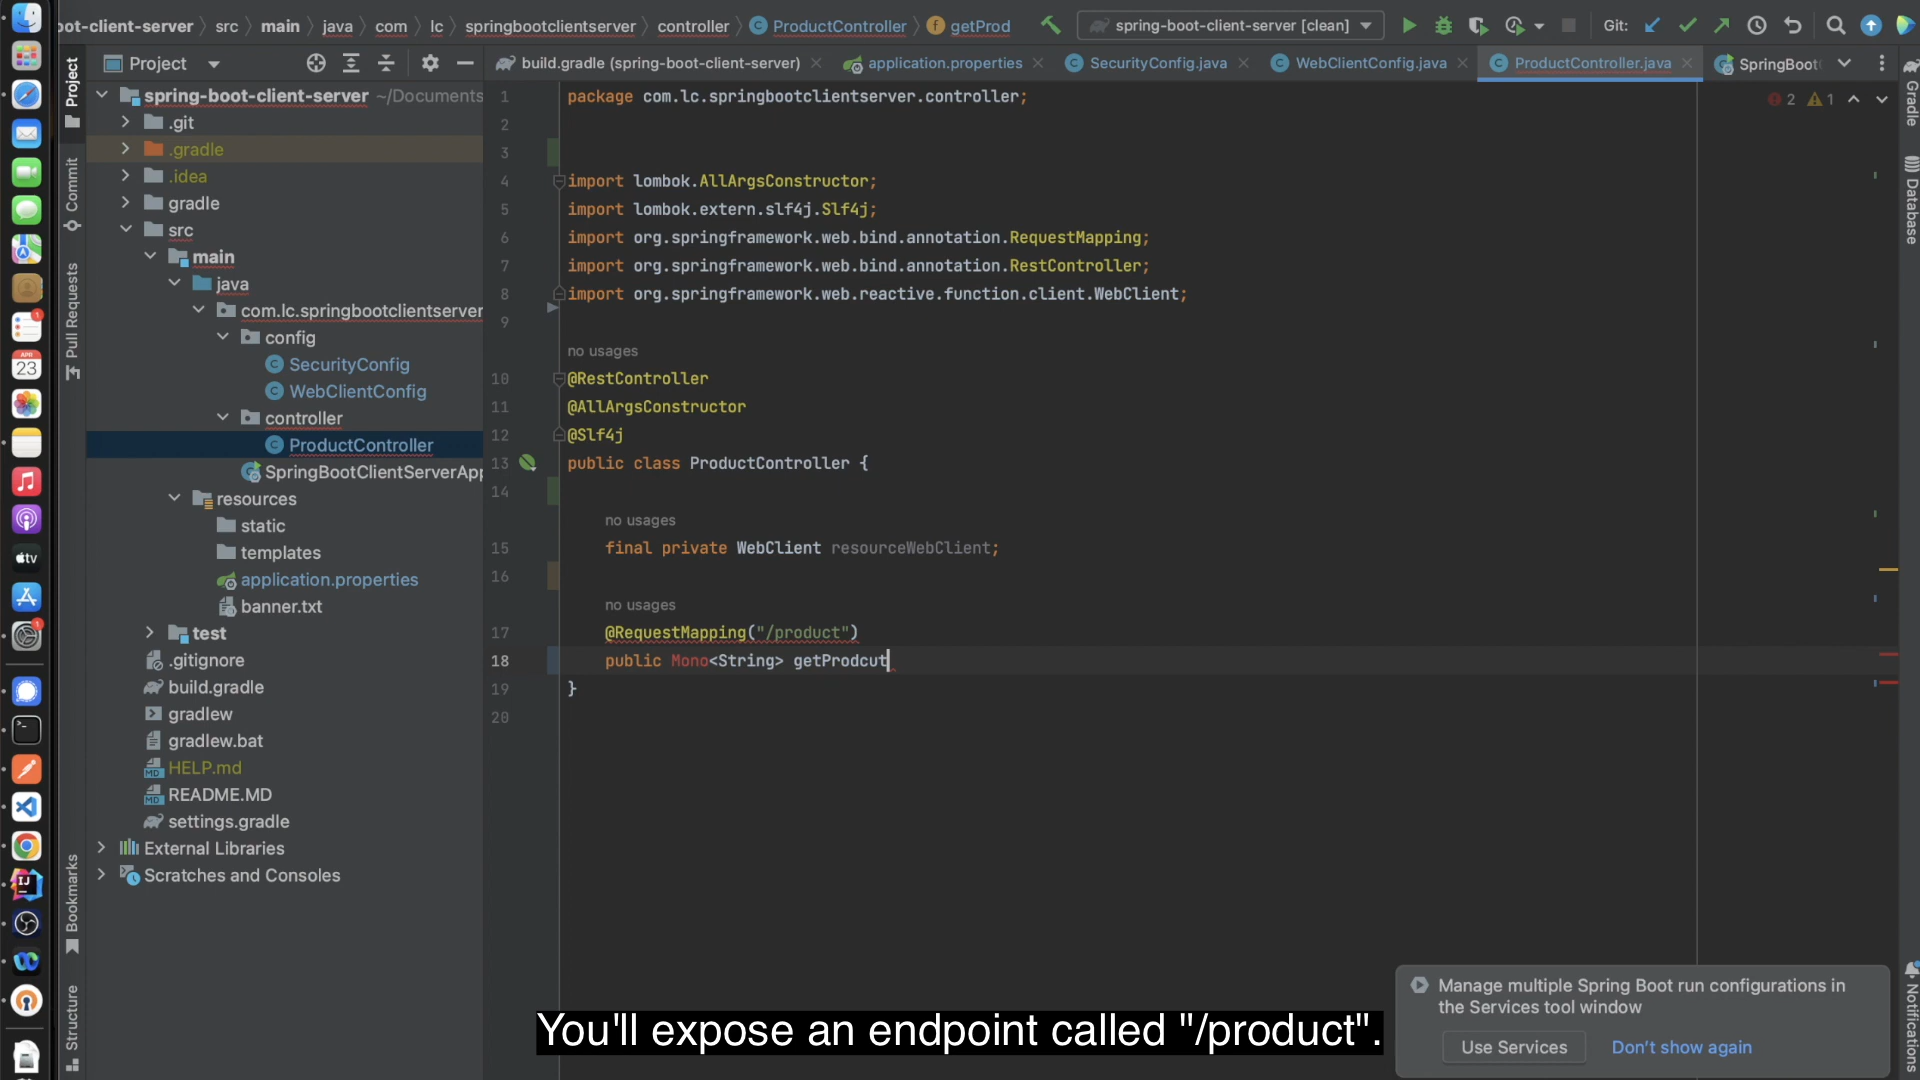 oot-client-server
src
main
java
com
lc
springbootclientserver
controller
ProductController
getProd
spring-boot-client-server [clean]
Git:
Project
build.gradle (spring-boot-client-server)
application.properties
SecurityConfig.java
WebClientConfig.java
ProductController.java
SpringBoot
Project
Commit
Pull Requests
Bookmarks
Structure
spring-boot-client-server ~/Documents
.git
.gradle
.idea
gradle
src
main
java
com.lc.springbootclientserver
config
SecurityConfig
WebClientConfig
controller
ProductController
SpringBootClientServerApp
resources
static
templates
application.properties
banner.txt
test
.gitignore
build.gradle
gradlew
gradlew.bat
HELP.md
README.MD
settings.gradle
External Libraries
Scratches and Consoles
2 1
1 package com.lc.springbootclientserver.controller;
2
3
4 import lombok.AllArgsConstructor;
5 import lombok.extern.slf4j.Slf4j;
6 import org.springframework.web.bind.annotation.RequestMapping;
7 import org.springframework.web.bind.annotation.RestController;
8 import org.springframework.web.reactive.function.client.WebClient;
9
no usages
10 @RestController
11 @AllArgsConstructor
12 @Slf4j
13 public class ProductController {
14
no usages
15 final private WebClient resourceWebClient;
16
no usages
17 @RequestMapping("/product")
18 public Mono<String> getProdcut
19 }
20
Gradle
Database
Notifications
APR
23
tv
You'll expose an endpoint called "/product".
Manage multiple Spring Boot run configurations in
the Services tool window
Use Services
Don't show again